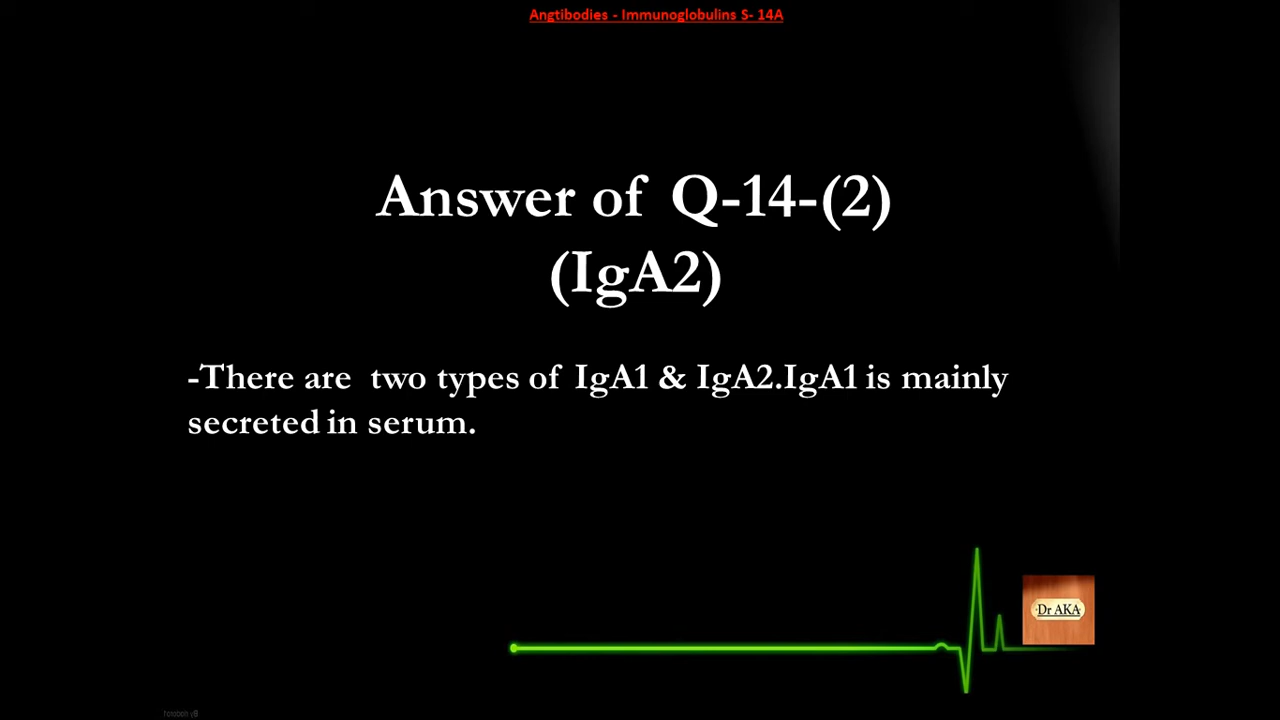 Angtibodies - Immunoglobulins S- 14A
Answer of Q-14-(2)
(IgA2)
-There are two types of IgA1 & IgA2.IgA1 is mainly
secreted in serum.
Dr AKA